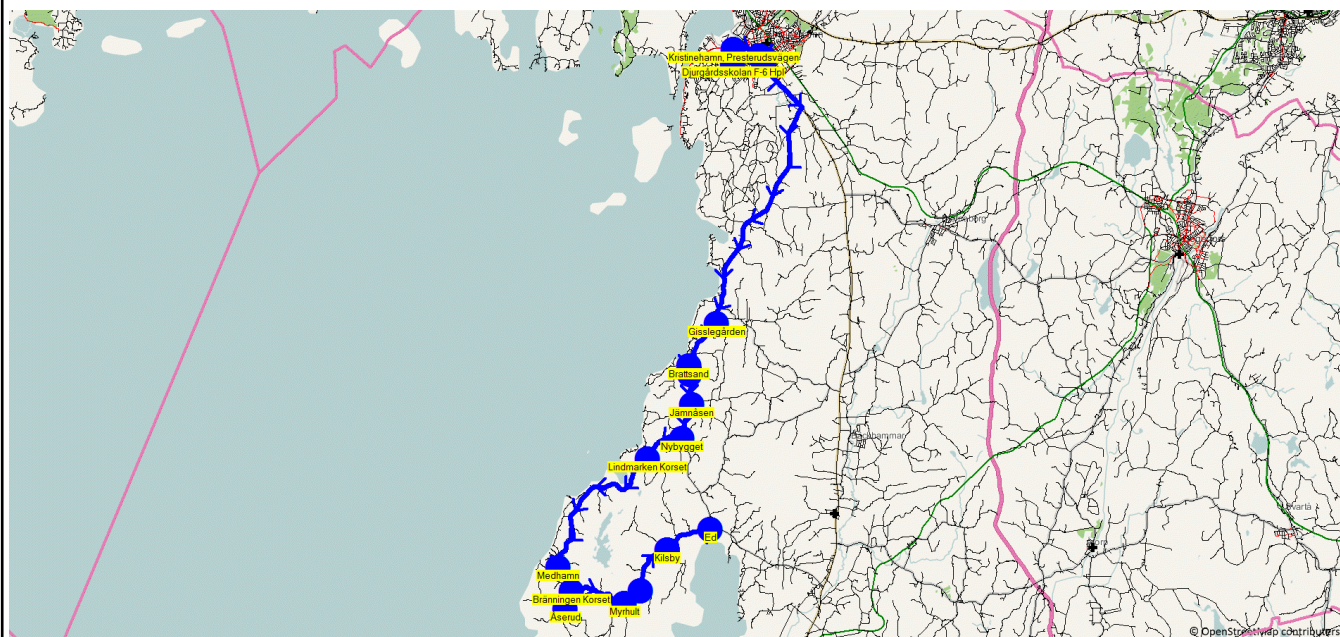 Kristinehamn, Presterudsvägen
Djurgårdsskolan F-6 Hpl
Gisslegården
Brattsand
Jämnåsen
Nybygget
Lindmarken Korset
Ed
Kilsby
Medhamn
Bränningen Korset
Myrhult
Åserud
Svartå
© OpenStreetMap contributors